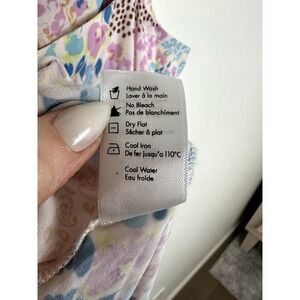 Hand Wash
Laver à la main
No Bleach
Pas de blanchiment
Dry Flat
Sécher à plat
Cool Iron
De fer jusqu'a 110°C
Cool Water
Eau froide.